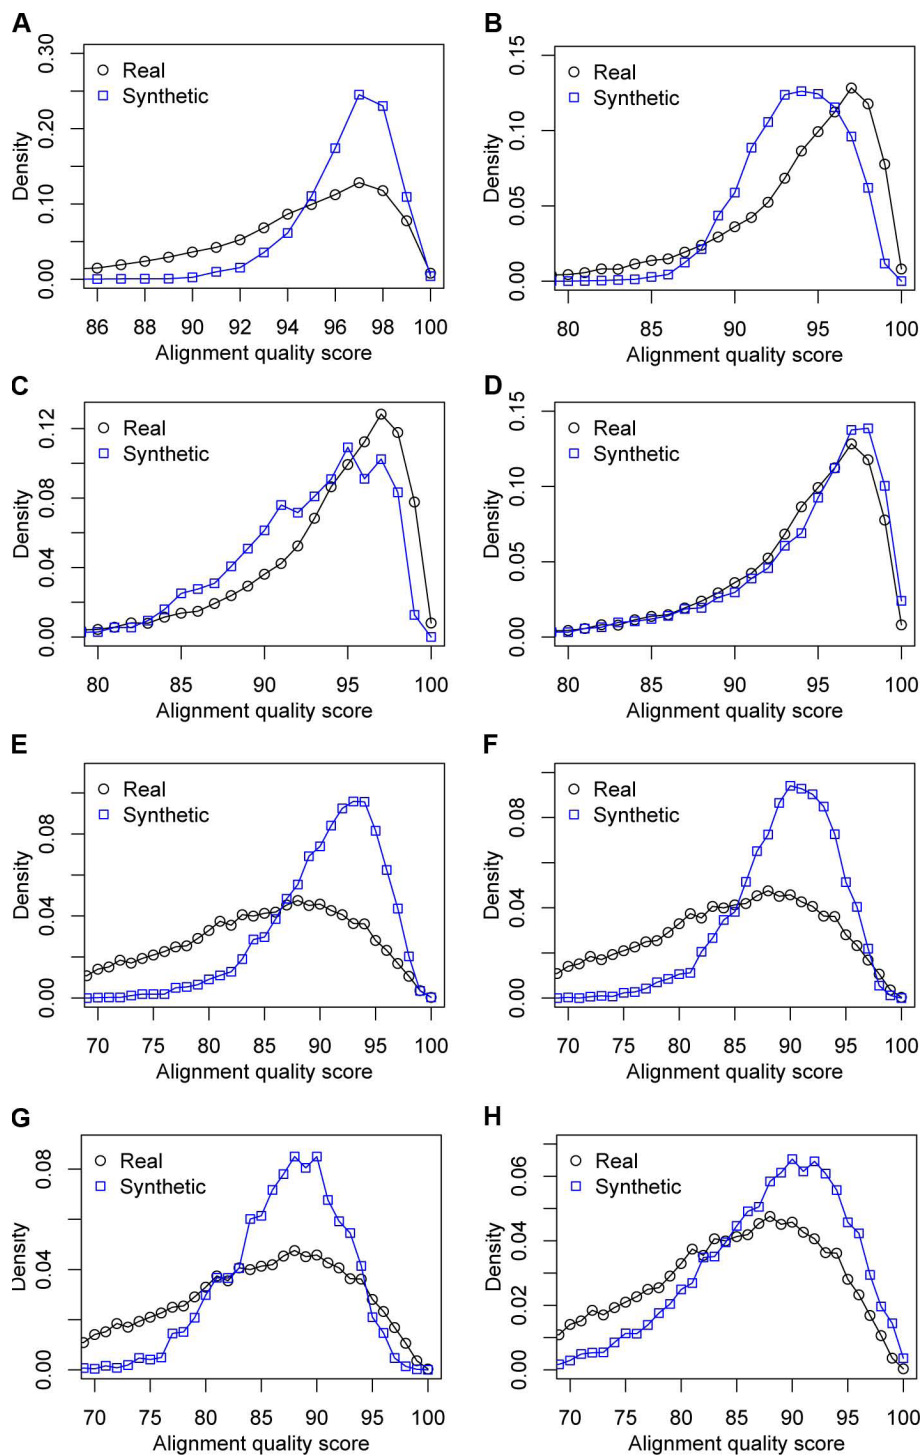 A
Real
Synthetic
Density
0.00 0.10 0.20 0.30
86 88 90 92 94 96 98 100
Alignment quality score
B
Real
Synthetic
Density
0.00 0.05 0.10 0.15
80 85 90 95 100
Alignment quality score
C
Real
Synthetic
Density
0.00 0.04 0.08 0.12
80 85 90 95 100
Alignment quality score
D
Real
Synthetic
Density
0.00 0.05 0.10 0.15
80 85 90 95 100
Alignment quality score
E
Real
Synthetic
Density
0.00 0.04 0.08
70 75 80 85 90 95 100
Alignment quality score
F
Real
Synthetic
Density
0.00 0.04 0.08
70 75 80 85 90 95 100
Alignment quality score
G
Real
Synthetic
Density
0.00 0.04 0.08
70 75 80 85 90 95 100
Alignment quality score
H
Real
Synthetic
Density
0.00 0.02 0.04 0.06
70 75 80 85 90 95 100
Alignment quality score